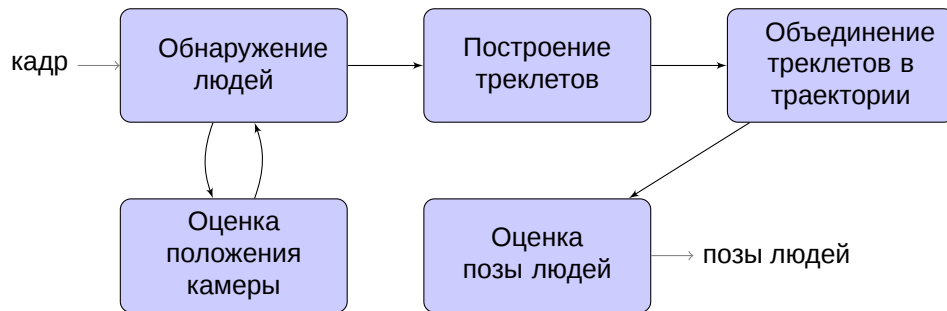 кадр
Обнаружение
людей
Построение
треклетов
Объединение
треклетов в
траектории
Оценка
положения
камеры
Оценка
позы людей
позы людей